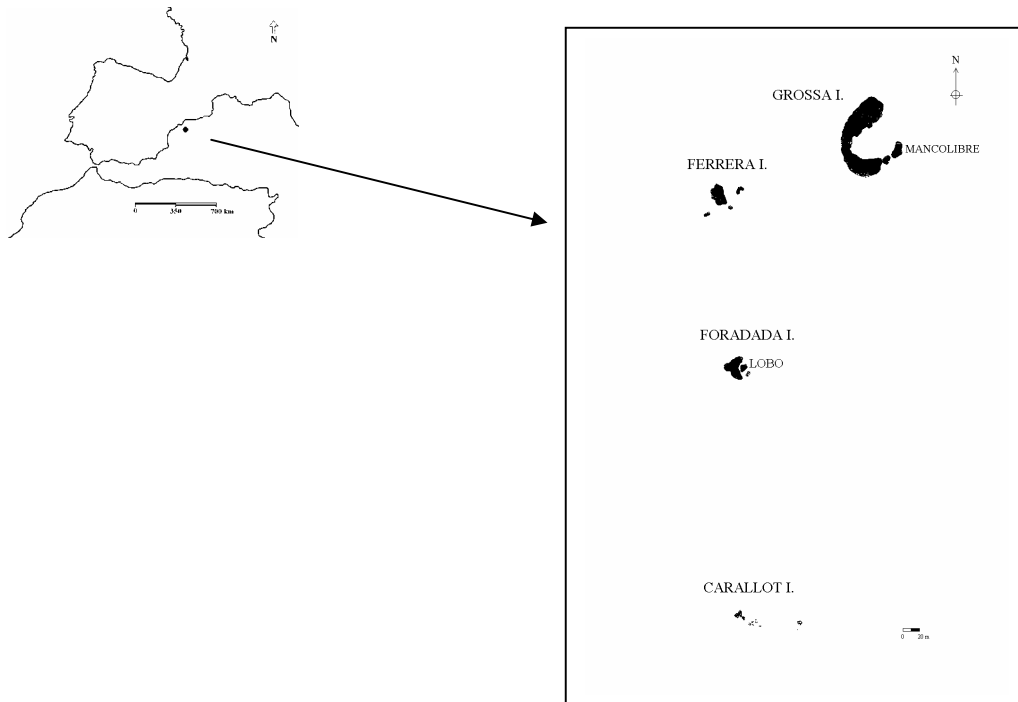 N
0 350 700 km
N
GROSSA I.
MANCOLIBRE
FERRERA I.
FORADADA I.
LOBO
CARALLOT I.
0 20 m